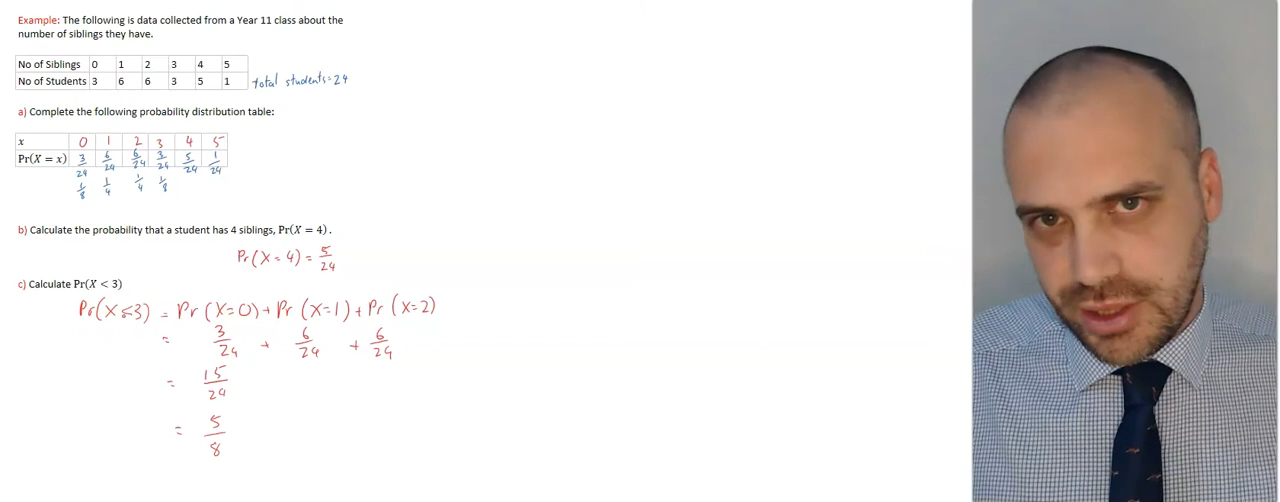 Example: The following is data collected from a Year 11 class about the
number of siblings they have.
No of Siblings 0 1 2 3 4 5
No of Students 3 6 6 3 5 1 total students=24
a) Complete the following probability distribution table:
x 0 1 2 3 4 5
Pr(X = x) 3/24 6/24 6/24 3/24 5/24 1/24
1/8 1/4 1/4 1/8
b) Calculate the probability that a student has 4 siblings, Pr(X = 4).
Pr(X=4) = 5/24
c) Calculate Pr(X < 3)
Pr(X<3) = Pr(X=0)+Pr(X=1)+Pr(X=2)
= 3/24 + 6/24 + 6/24
= 15/24
= 5/8